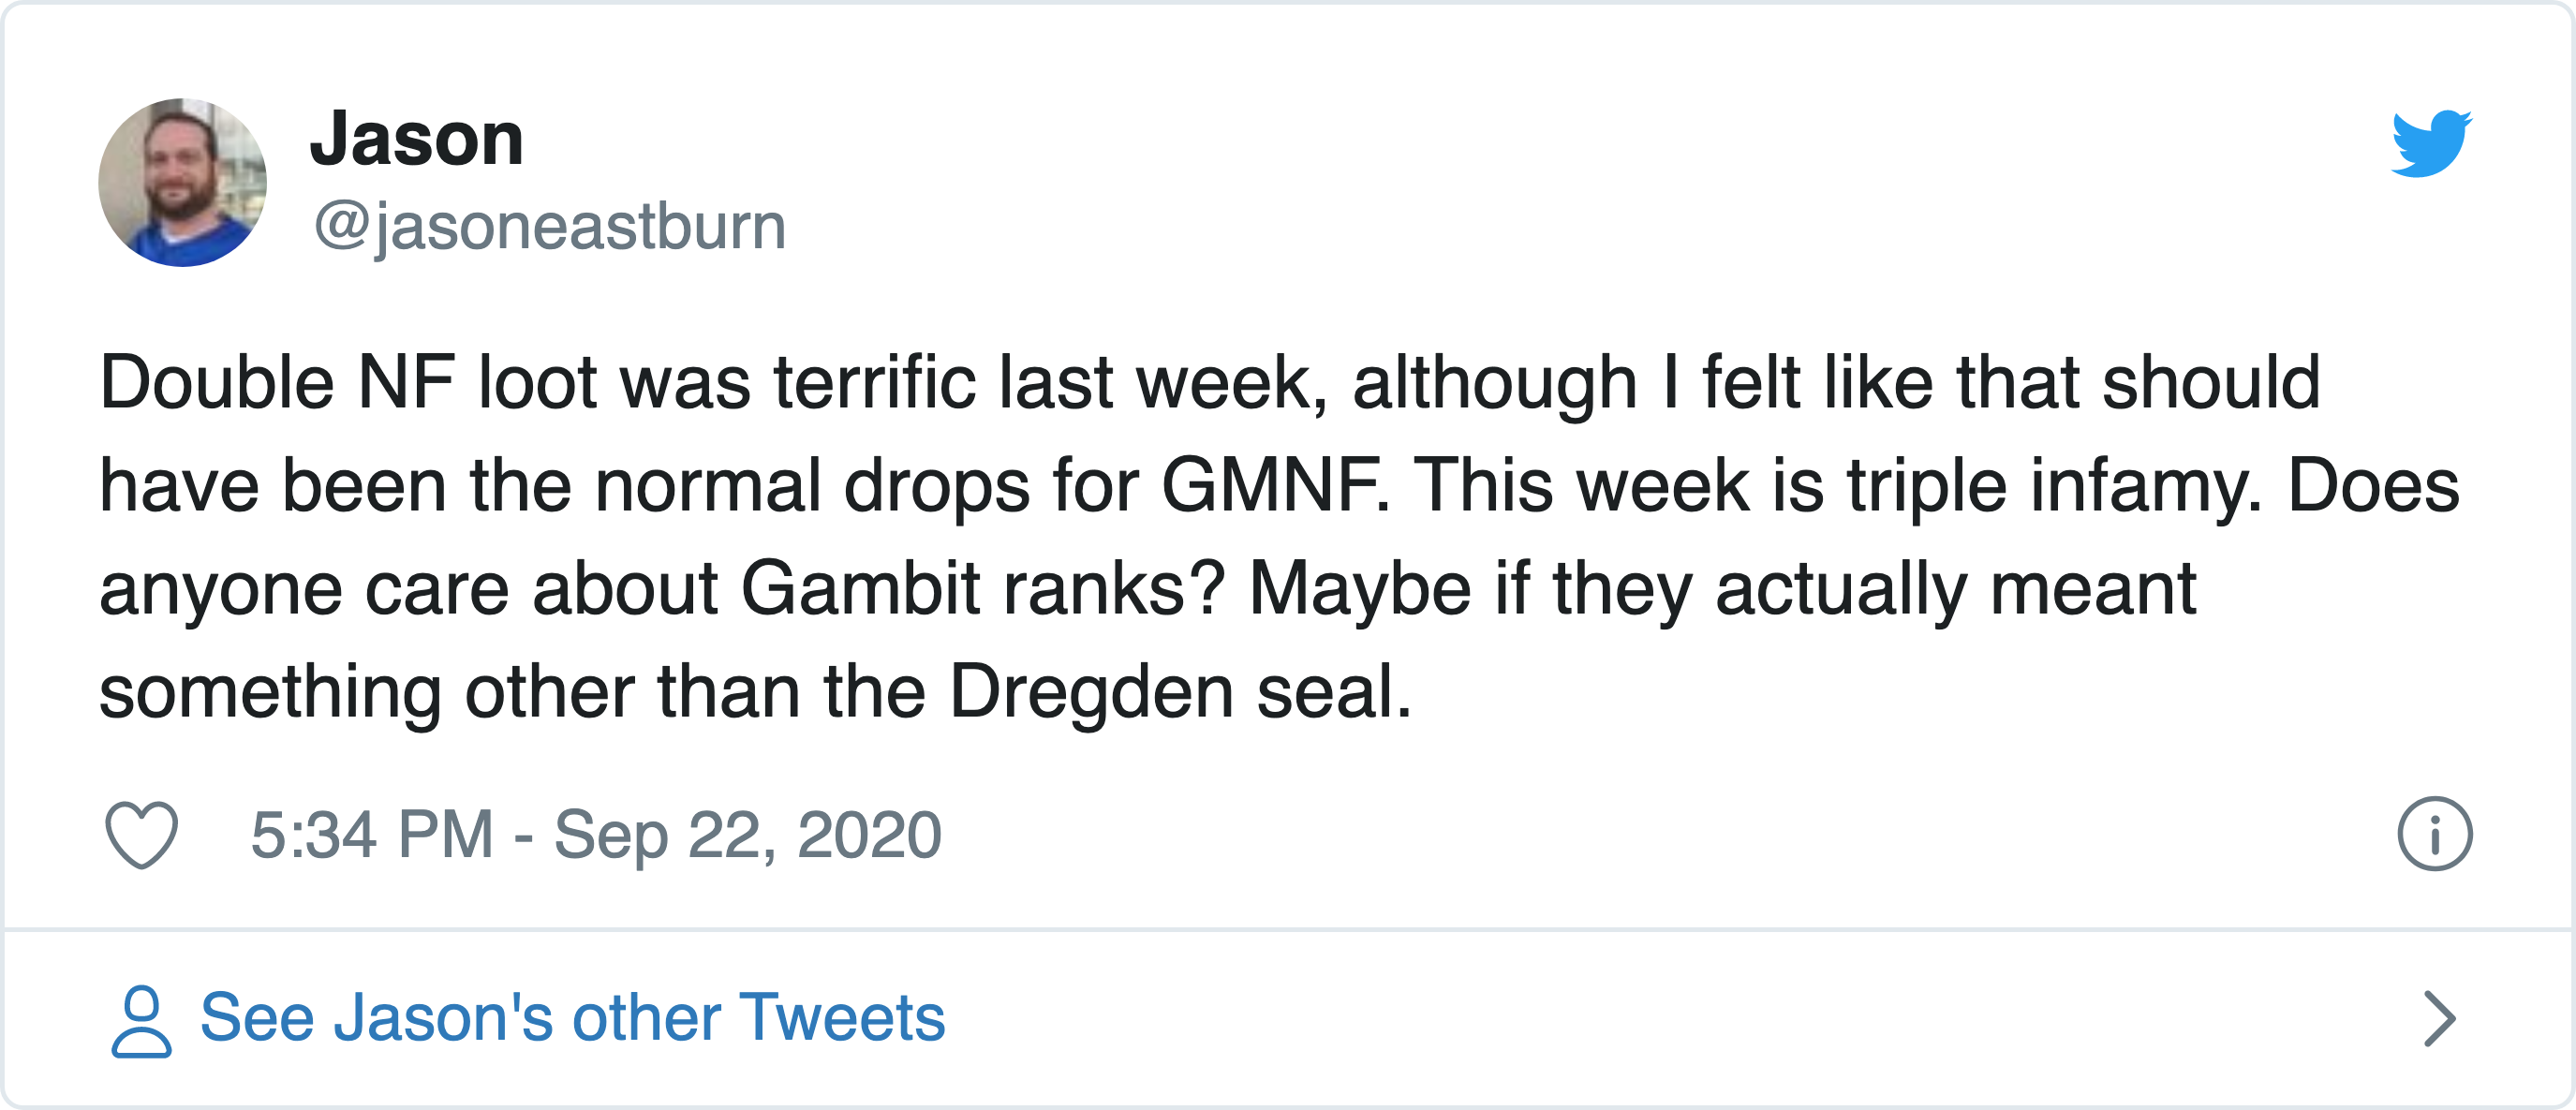 Jason
@jasoneastburn
Double NF loot was terrific last week, although I felt like that should
have been the normal drops for GMNF. This week is triple infamy. Does
anyone care about Gambit ranks? Maybe if they actually meant
something other than the Dregden seal.
5:34 PM - Sep 22, 2020
See Jason's other Tweets